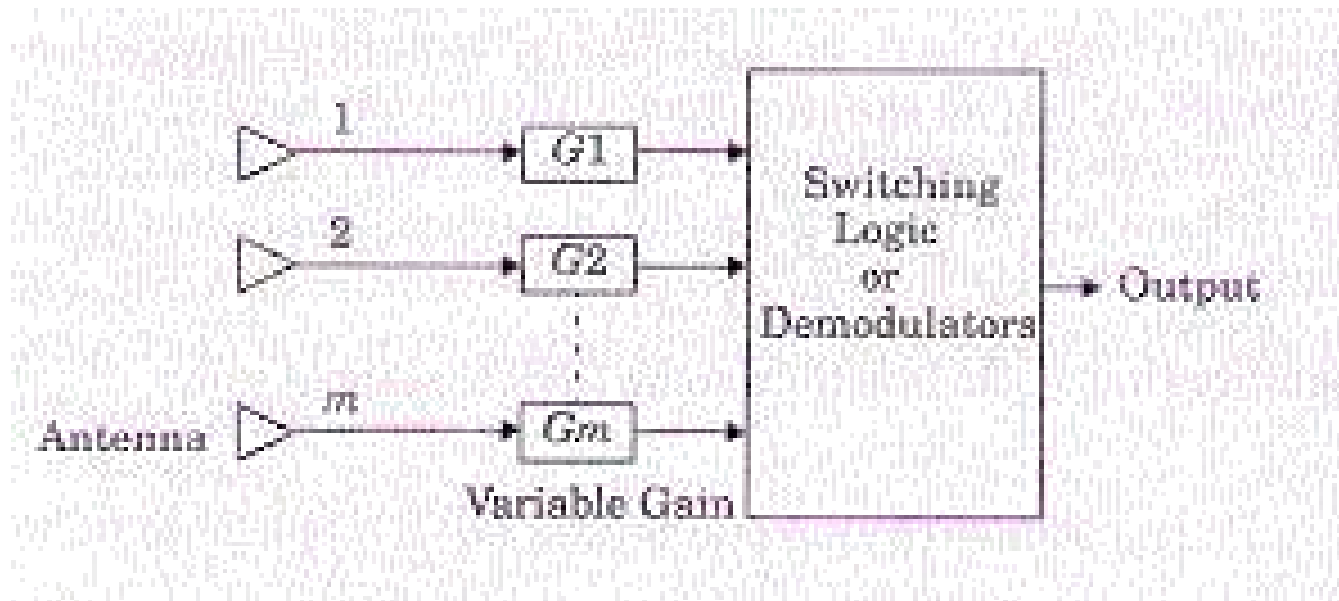 1
G1
Switching
Logic
or
Demodulators
2
G2
Output
m
Antenna
Gm
Variable Gain